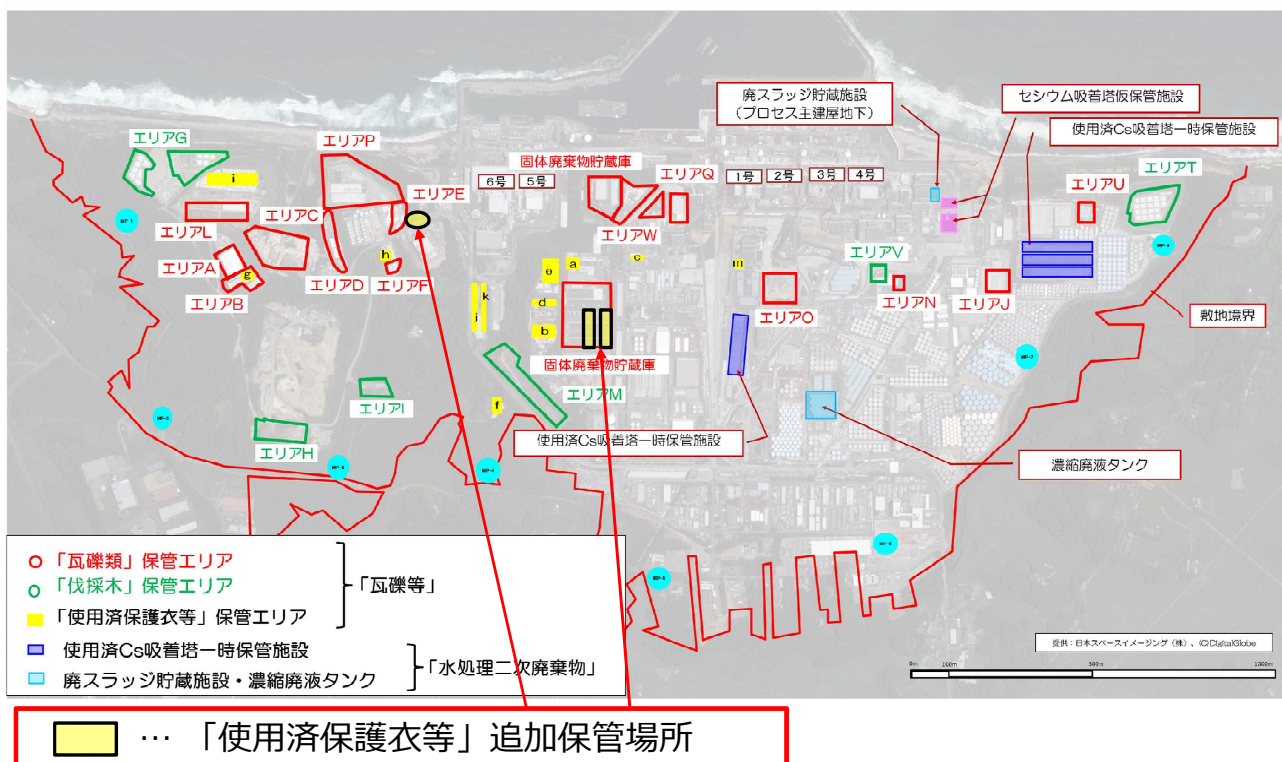 廃スラッジ貯蔵施設
(プロセス主建屋地下)
セシウム吸着塔仮保管施設
使用済Cs吸着塔一時保管施設
エリアG
エリアP
固体廃棄物貯蔵庫
エリアQ
エリアU
エリアT
6号
5号
1号
2号
3号
4号
i
エリアE
エリアL
エリアC
エリアW
エリアA
g
エリアB
エリアD
h
エリアF
e
a
c
m
エリアV
エリアN
エリアJ
エリアO
k
j
d
b
敷地境界
固体廃棄物貯蔵庫
エリアM
エリアI
f
エリアH
使用済Cs吸着塔一時保管施設
濃縮廃液タンク
MP-7
「瓦礫類」保管エリア
「伐採木」保管エリア
「瓦礫等」
「使用済保護衣等」保管エリア
使用済Cs吸着塔一時保管施設
「水処理二次廃棄物」
廃スラッジ貯蔵施設・濃縮廃液タンク
提供:日本スペースイメージング(株)、(C)DigitalGlobe
0m 100m 500m 1000m
… 「使用済保護衣等」追加保管場所